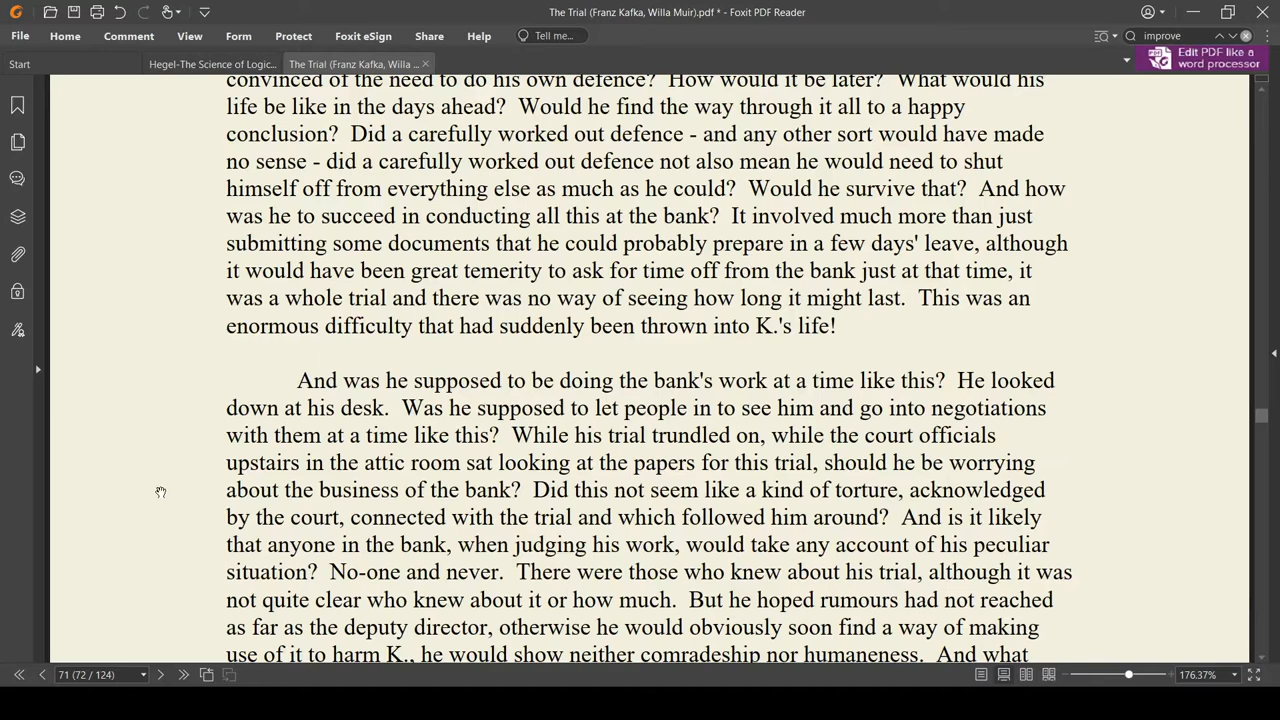 The Trial (Franz Kafka, Willa Muir).pdf * - Foxit PDF Reader
File Home Comment View Form Protect Foxit eSign Share Help Tell me... improve
Start Hegel-The Science of Logic... The Trial (Franz Kafka, Willa ... Edit PDF like a
word processor
convinced of the need to do his own defence? How would it be later? What would his
life be like in the days ahead? Would he find the way through it all to a happy
conclusion? Did a carefully worked out defence - and any other sort would have made
no sense - did a carefully worked out defence not also mean he would need to shut
himself off from everything else as much as he could? Would he survive that? And how
was he to succeed in conducting all this at the bank? It involved much more than just
submitting some documents that he could probably prepare in a few days' leave, although
it would have been great temerity to ask for time off from the bank just at that time, it
was a whole trial and there was no way of seeing how long it might last. This was an
enormous difficulty that had suddenly been thrown into K.'s life!
And was he supposed to be doing the bank's work at a time like this? He looked
down at his desk. Was he supposed to let people in to see him and go into negotiations
with them at a time like this? While his trial trundled on, while the court officials
upstairs in the attic room sat looking at the papers for this trial, should he be worrying
about the business of the bank? Did this not seem like a kind of torture, acknowledged
by the court, connected with the trial and which followed him around? And is it likely
that anyone in the bank, when judging his work, would take any account of his peculiar
situation? No-one and never. There were those who knew about his trial, although it was
not quite clear who knew about it or how much. But he hoped rumours had not reached
as far as the deputy director, otherwise he would obviously soon find a way of making
use of it to harm K., he would show neither comradeship nor humaneness. And what
71 (72 / 124) 176.37%